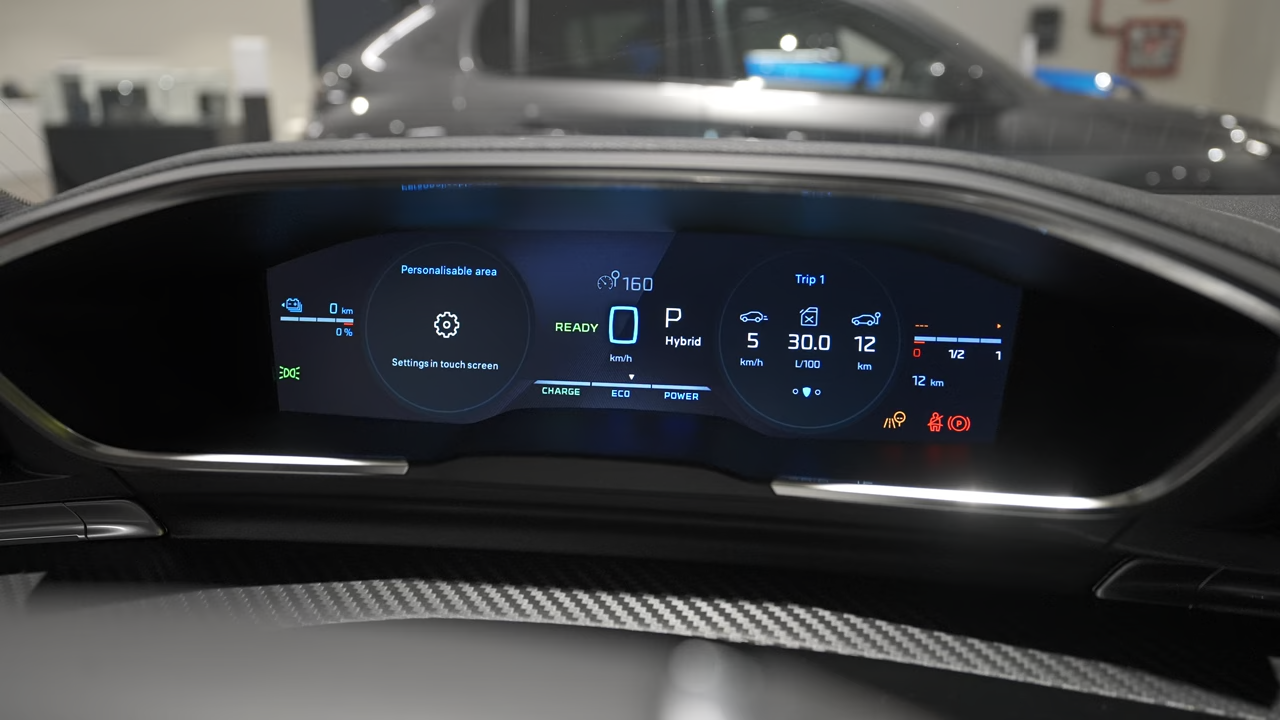 Personalisable area
Settings in touch screen
0 km
0 %
160
READY
0
km/h
P
Hybrid
CHARGE
ECO
POWER
Trip 1
5
km/h
30.0
L/100
12
km
---
0
1/2
1
12 km
P